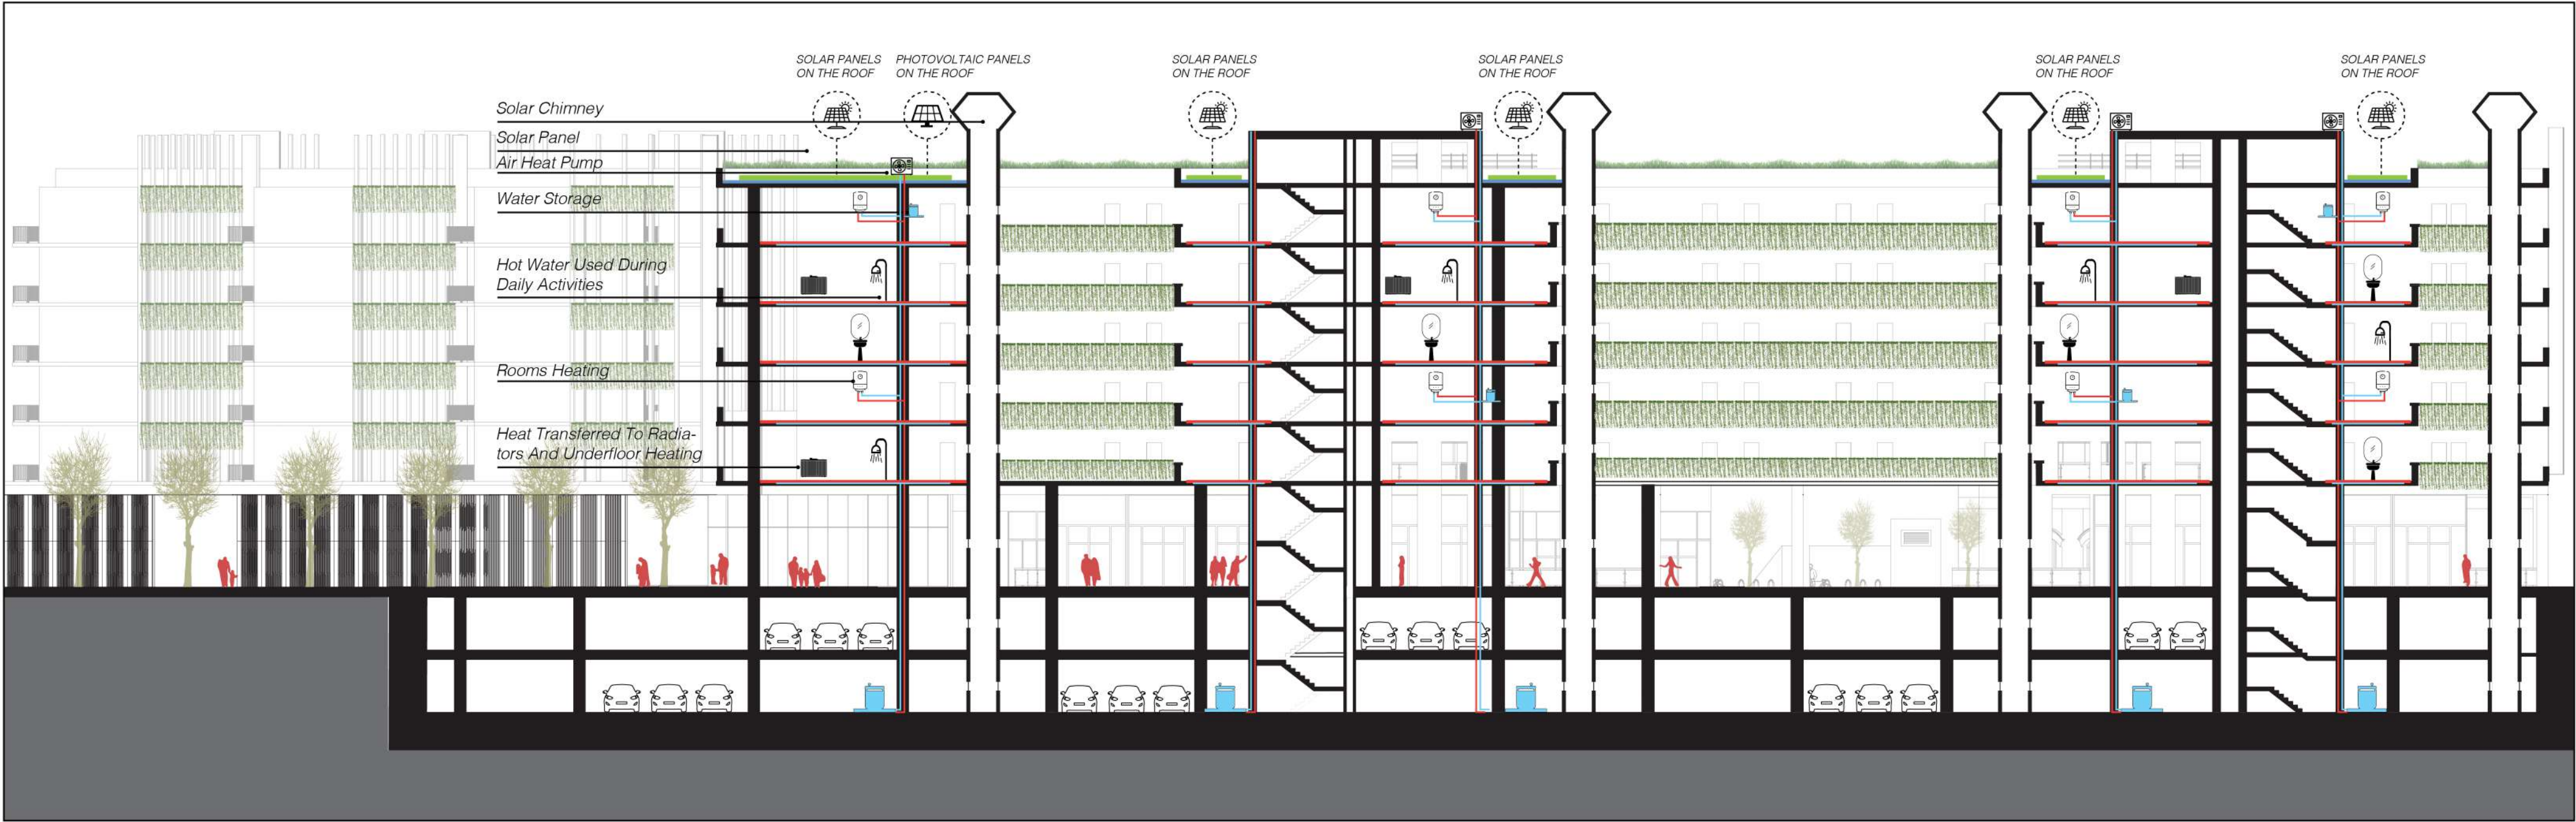 SOLAR PANELS
ON THE ROOF
PHOTOVOLTAIC PANELS
ON THE ROOF
SOLAR PANELS
ON THE ROOF
SOLAR PANELS
ON THE ROOF
SOLAR PANELS
ON THE ROOF
SOLAR PANELS
ON THE ROOF
Solar Chimney
Solar Panel
Air Heat Pump
Water Storage
Hot Water Used During
Daily Activities
Rooms Heating
Heat Transferred To Radia-
tors And Underfloor Heating